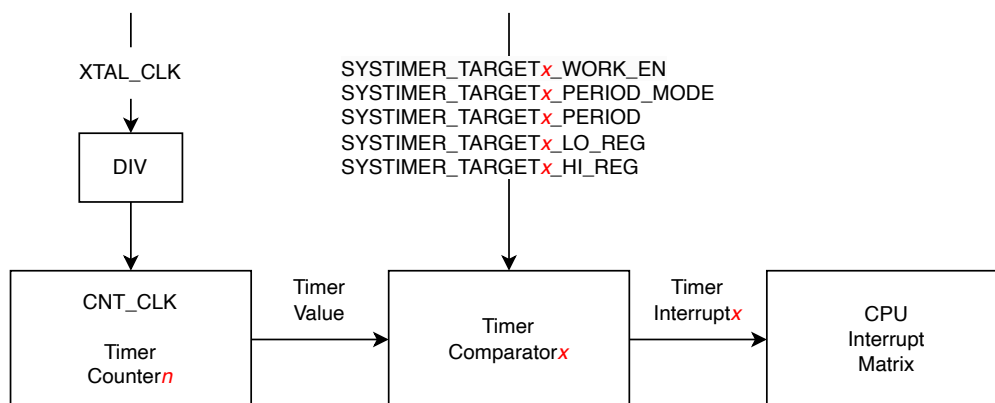 XTAL_CLK
SYSTIMER_TARGETx_WORK_EN
SYSTIMER_TARGETx_PERIOD_MODE
SYSTIMER_TARGETx_PERIOD
SYSTIMER_TARGETx_LO_REG
SYSTIMER_TARGETx_HI_REG
DIV
CNT_CLK
Timer
Countern
Timer
Value
Timer
Comparatorx
Timer
Interruptx
CPU
Interrupt
Matrix